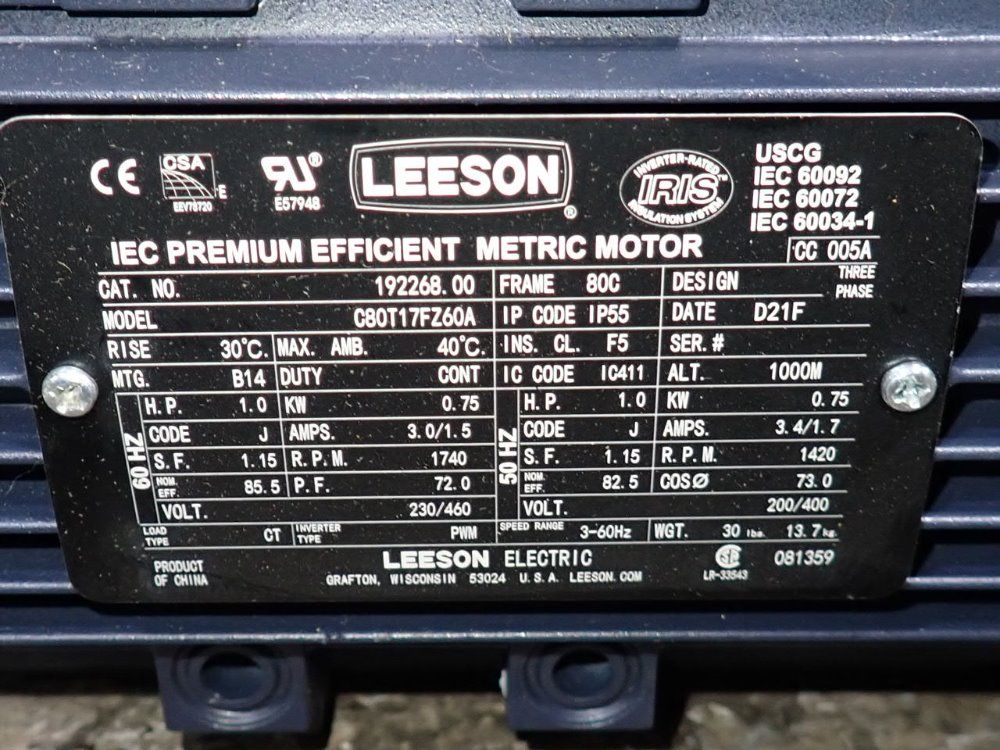 CE CSA UR® LEESON® INVERTER-RATED IRIS INSULATION SYSTEM USCG
E IEC 60092
EEV78720 E57948 IEC 60072
IEC 60034-1
IEC PREMIUM EFFICIENT METRIC MOTOR CC 005A
CAT. NO. 192268.00 FRAME 80C DESIGN THREE PHASE
MODEL C80T17FZ60A IP CODE IP55 DATE D21F
RISE 30°C. MAX. AMB. 40°C. INS. CL. F5 SER.#
MTG. B14 DUTY CONT IC CODE IC411 ALT. 1000M
60 HZ H.P. 1.0 KW 0.75 50 HZ H.P. 1.0 KW 0.75
CODE J AMPS. 3.0/1.5 CODE J AMPS. 3.4/1.7
S.F. 1.15 R.P.M. 1740 S.F. 1.15 R.P.M. 1420
NOM. EFF. 85.5 P.F. 72.0 NOM. EFF. 82.5 COSØ 73.0
VOLT. 230/460 VOLT. 200/400
LOAD TYPE CT INVERTER TYPE PWM SPEED RANGE 3-60Hz WGT. 30 lbs. 13.7 kg.
PRODUCT OF CHINA LEESON ELECTRIC SA 081359
GRAFTON, WISCONSIN 53024 U.S.A. LEESON.COM LR-33543